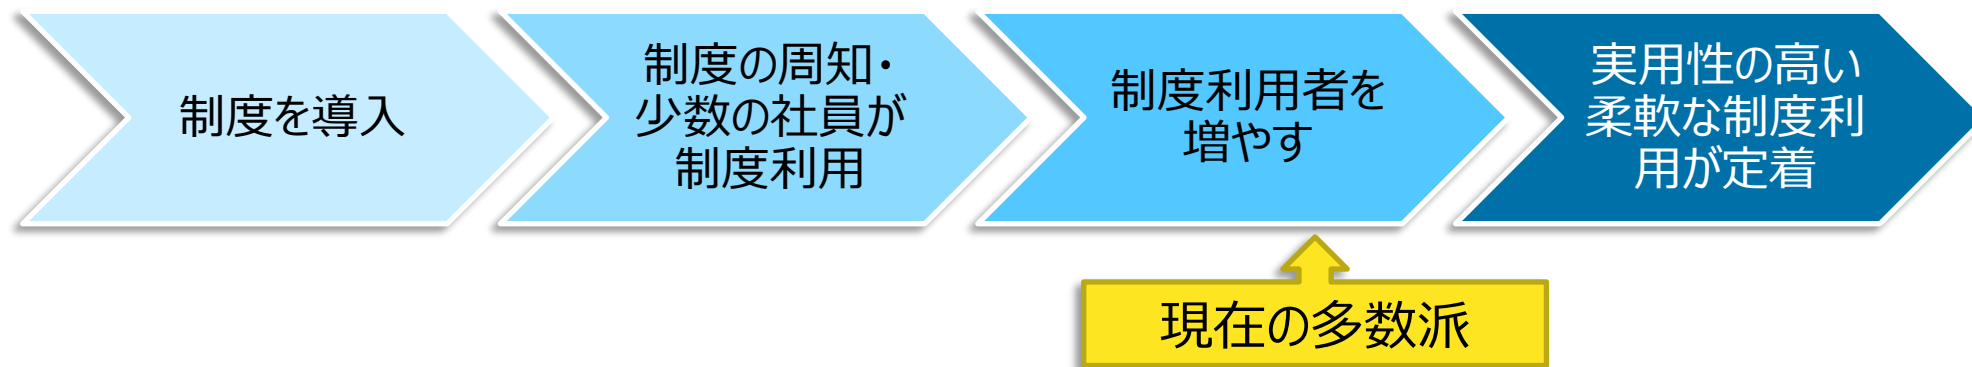 制度を導入
制度の周知・
少数の社員が
制度利用
制度利用者を
増やす
実用性の高い
柔軟な制度利
用が定着
現在の多数派